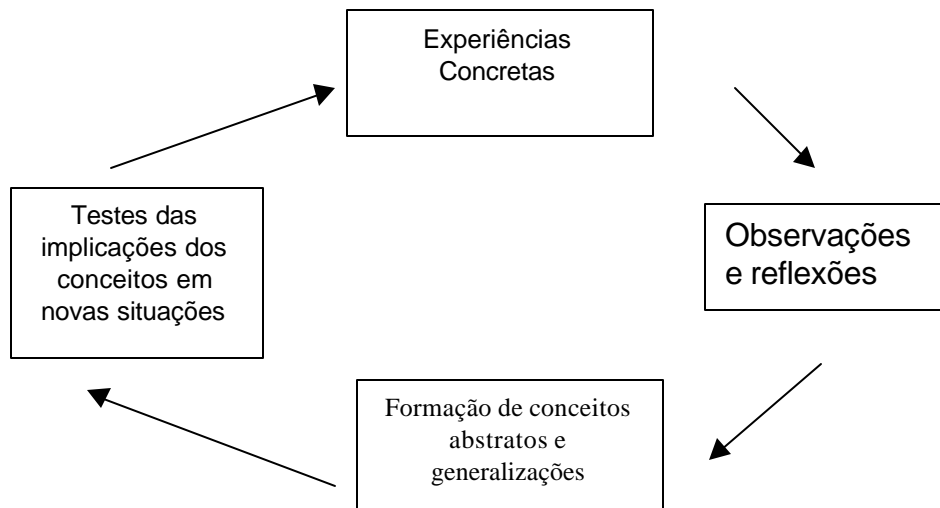 Experiências
Concretas
Testes das
implicações dos
conceitos em
novas situações
Observações
e reflexões
Formação de conceitos
abstratos e
generalizações